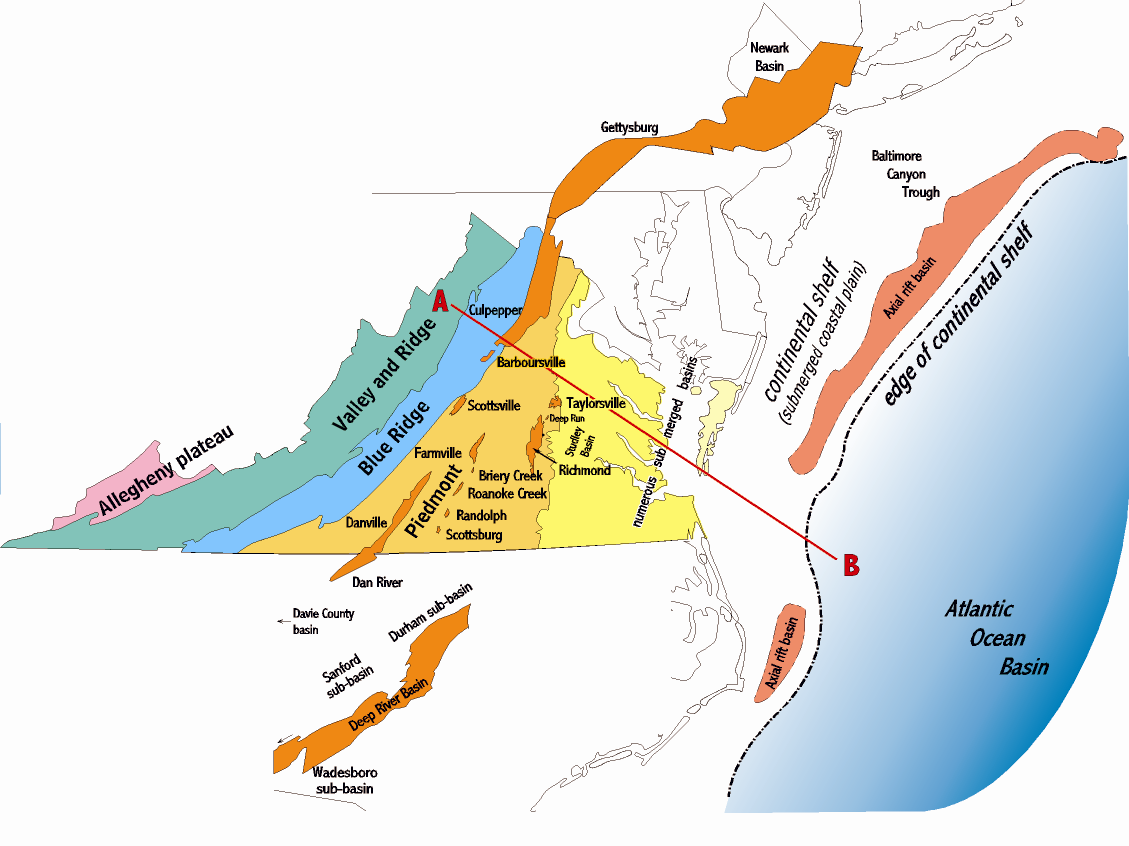 Newark
Basin
Gettysburg
Baltimore
Canyon
Trough
A
Culpepper
continental shelf
(submerged coastal plain)
Axial rift basin
edge of continental shelf
Valley and Ridge
Barboursville
Blue Ridge
Scottsville
Taylorsville
Deep Run
Studley
Basin
numerous sub merged basins
Allegheny plateau
Farmville
Richmond
Piedmont
Briery Creek
Roanoke Creek
Danville
Randolph
Scottsburg
B
Dan River
Davie County
basin
Durham sub-basin
Atlantic
Ocean
Basin
Axial rift basin
Sanford
sub-basin
Deep River Basin
Wadesboro
sub-basin